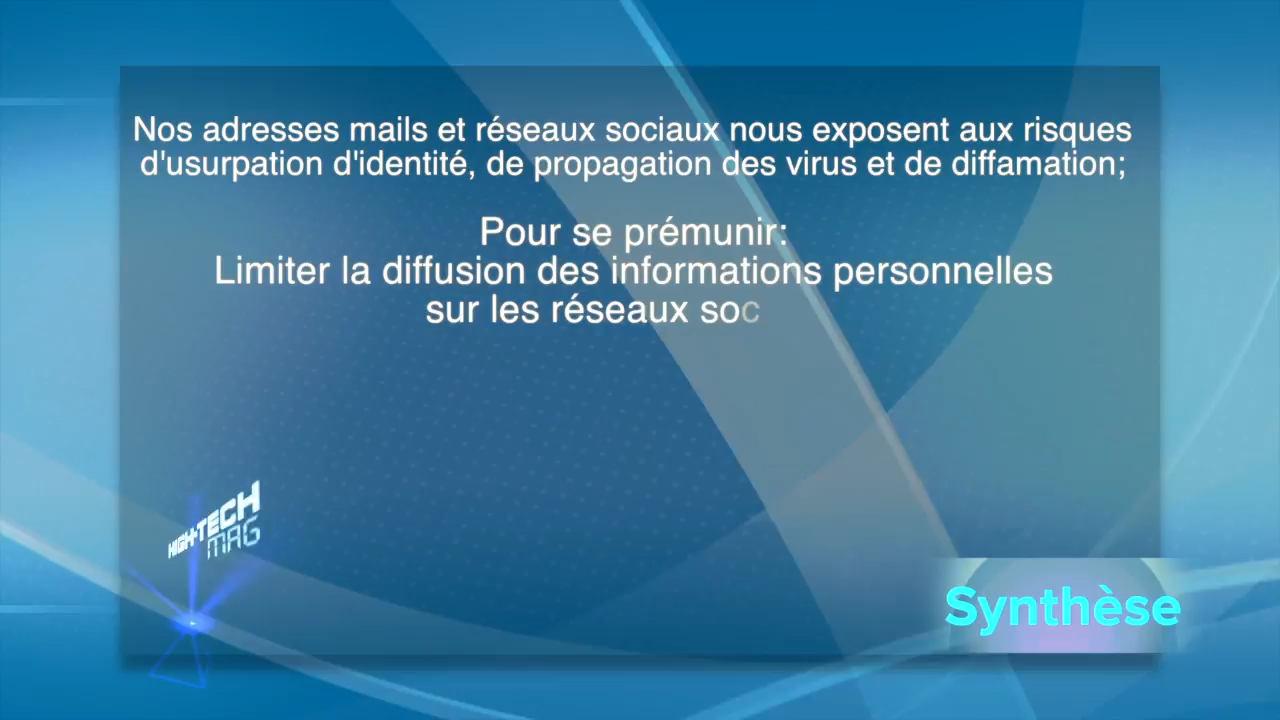 Nos adresses mails et réseaux sociaux nous exposent aux risques
d'usurpation d'identité, de propagation des virus et de diffamation;
Pour se prémunir:
Limiter la diffusion des informations personnelles
sur les réseaux soc
HIGH-TECH
MAG
Synthèse